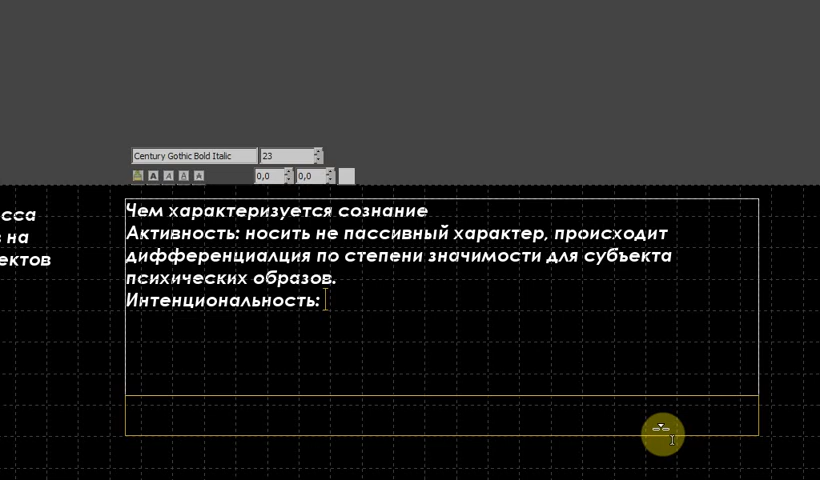 Century Gothic Bold Italic
23
A A A A A
0,0
0,0
сса
Чем характеризуется сознание
в на
Активность: носить не пассивный характер, происходит
ектов
дифференциалция по степени значимости для субъекта
психических образов.
Интенциональность: